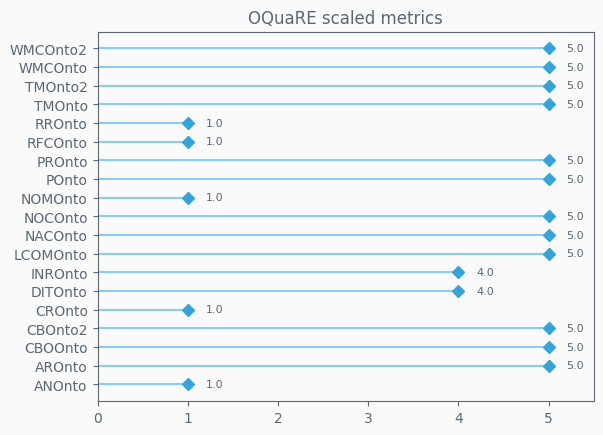 OQuaRE scaled metrics
WMCOnto2 5.0
WMCOnto 5.0
TMOnto2 5.0
TMOnto 5.0
RROnto 1.0
RFCOnto 1.0
PROnto 5.0
POnto 5.0
NOMOnto 1.0
NOCOnto 5.0
NACOnto 5.0
LCOMOnto 5.0
INROnto 4.0
DITOnto 4.0
CROnto 1.0
CBOnto2 5.0
CBOOnto 5.0
AROnto 5.0
ANOnto 1.0
0 1 2 3 4 5